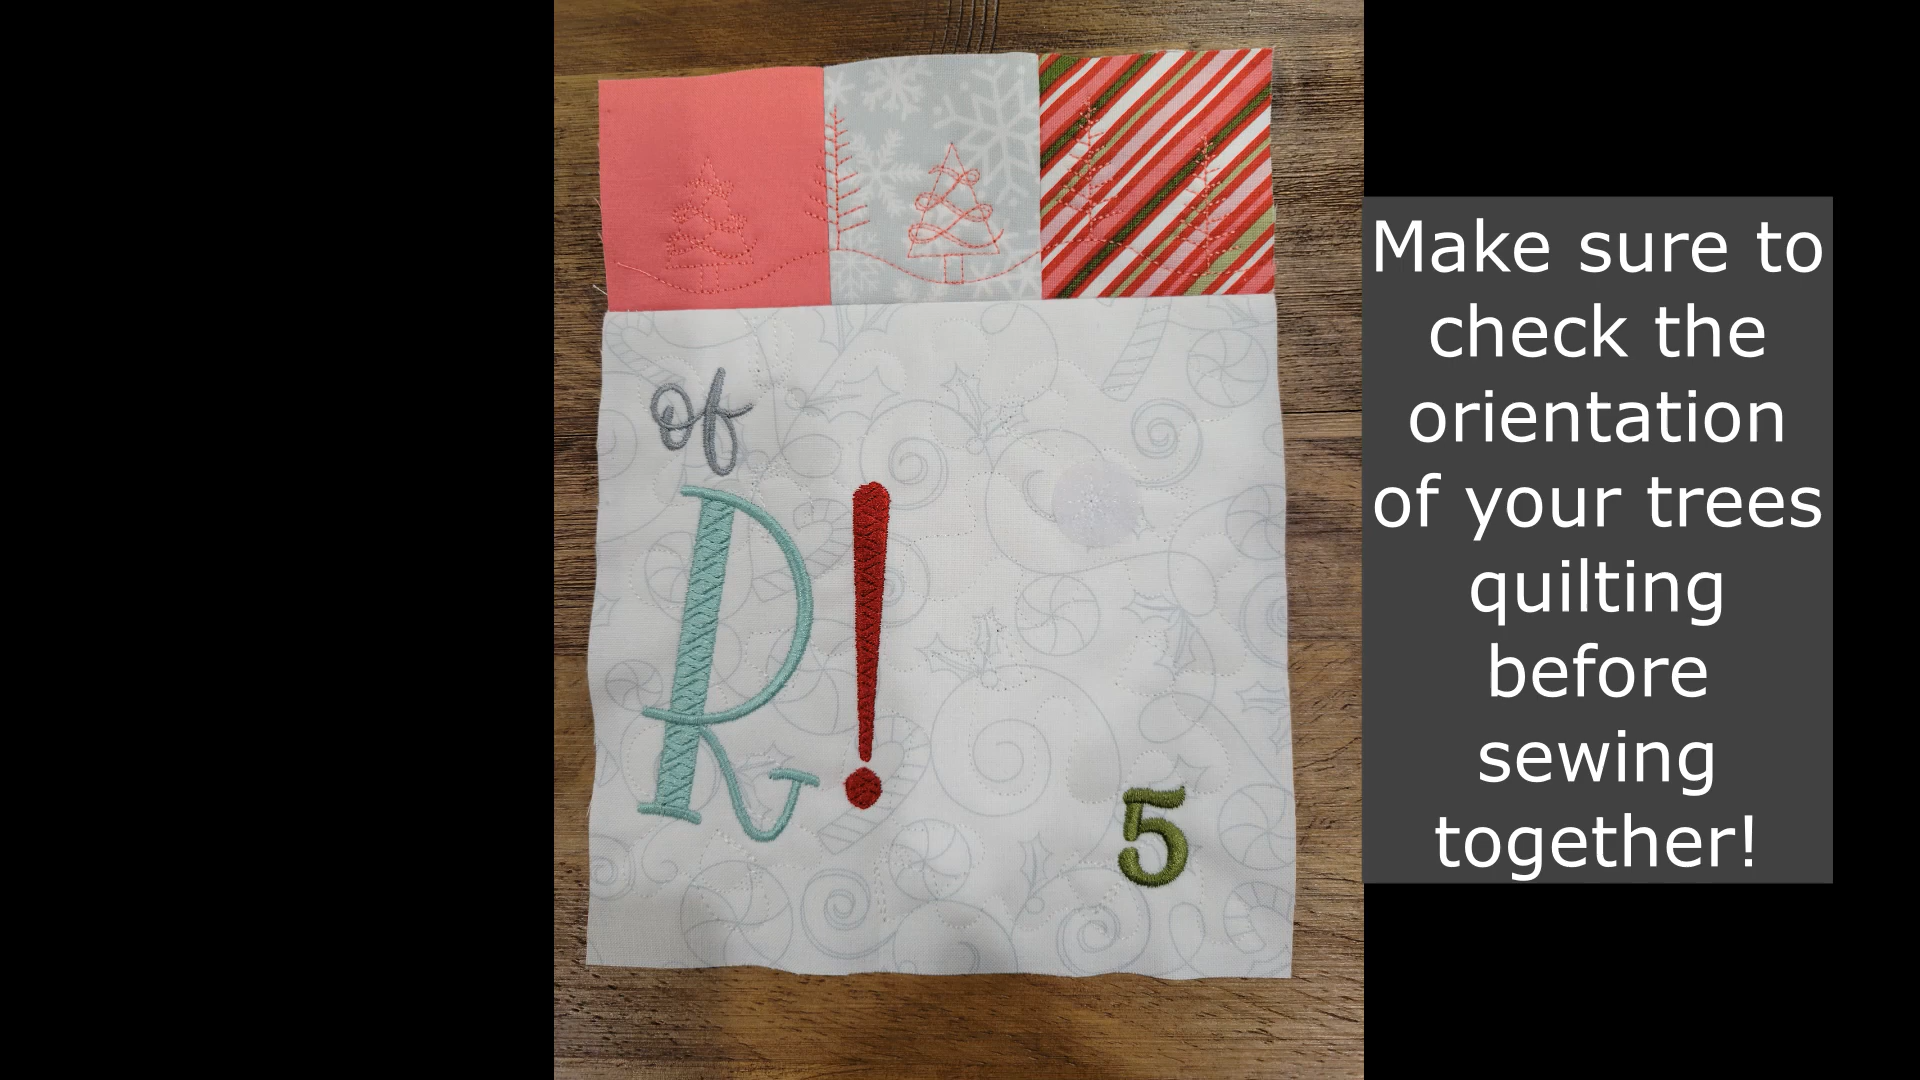 of
R!
5
Make sure to
check the
orientation
of your trees
quilting
before
sewing
together!